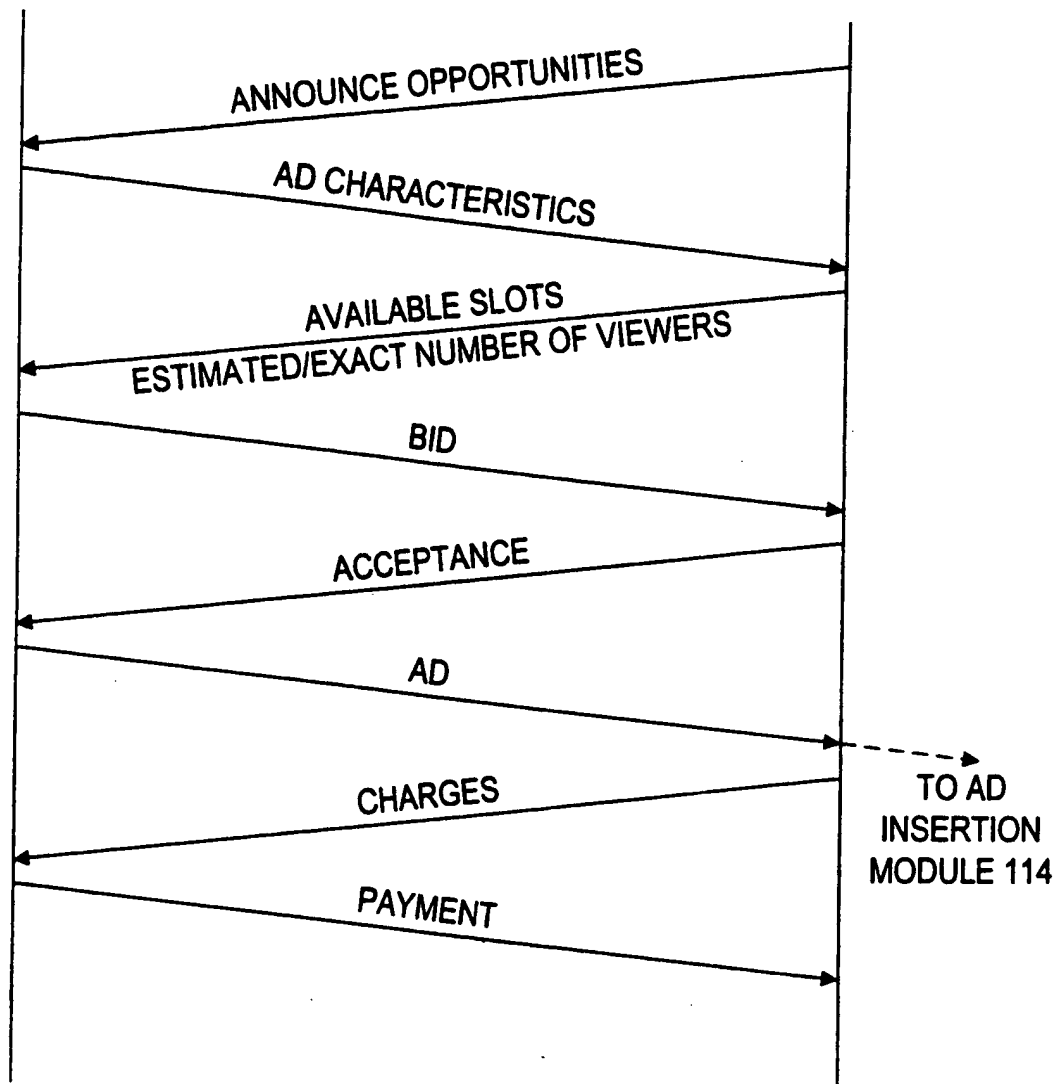 ANNOUNCE OPPORTUNITIES
AD CHARACTERISTICS
AVAILABLE SLOTS
ESTIMATED/EXACT NUMBER OF VIEWERS
BID
ACCEPTANCE
AD
TO AD
INSERTION
MODULE 114
CHARGES
PAYMENT